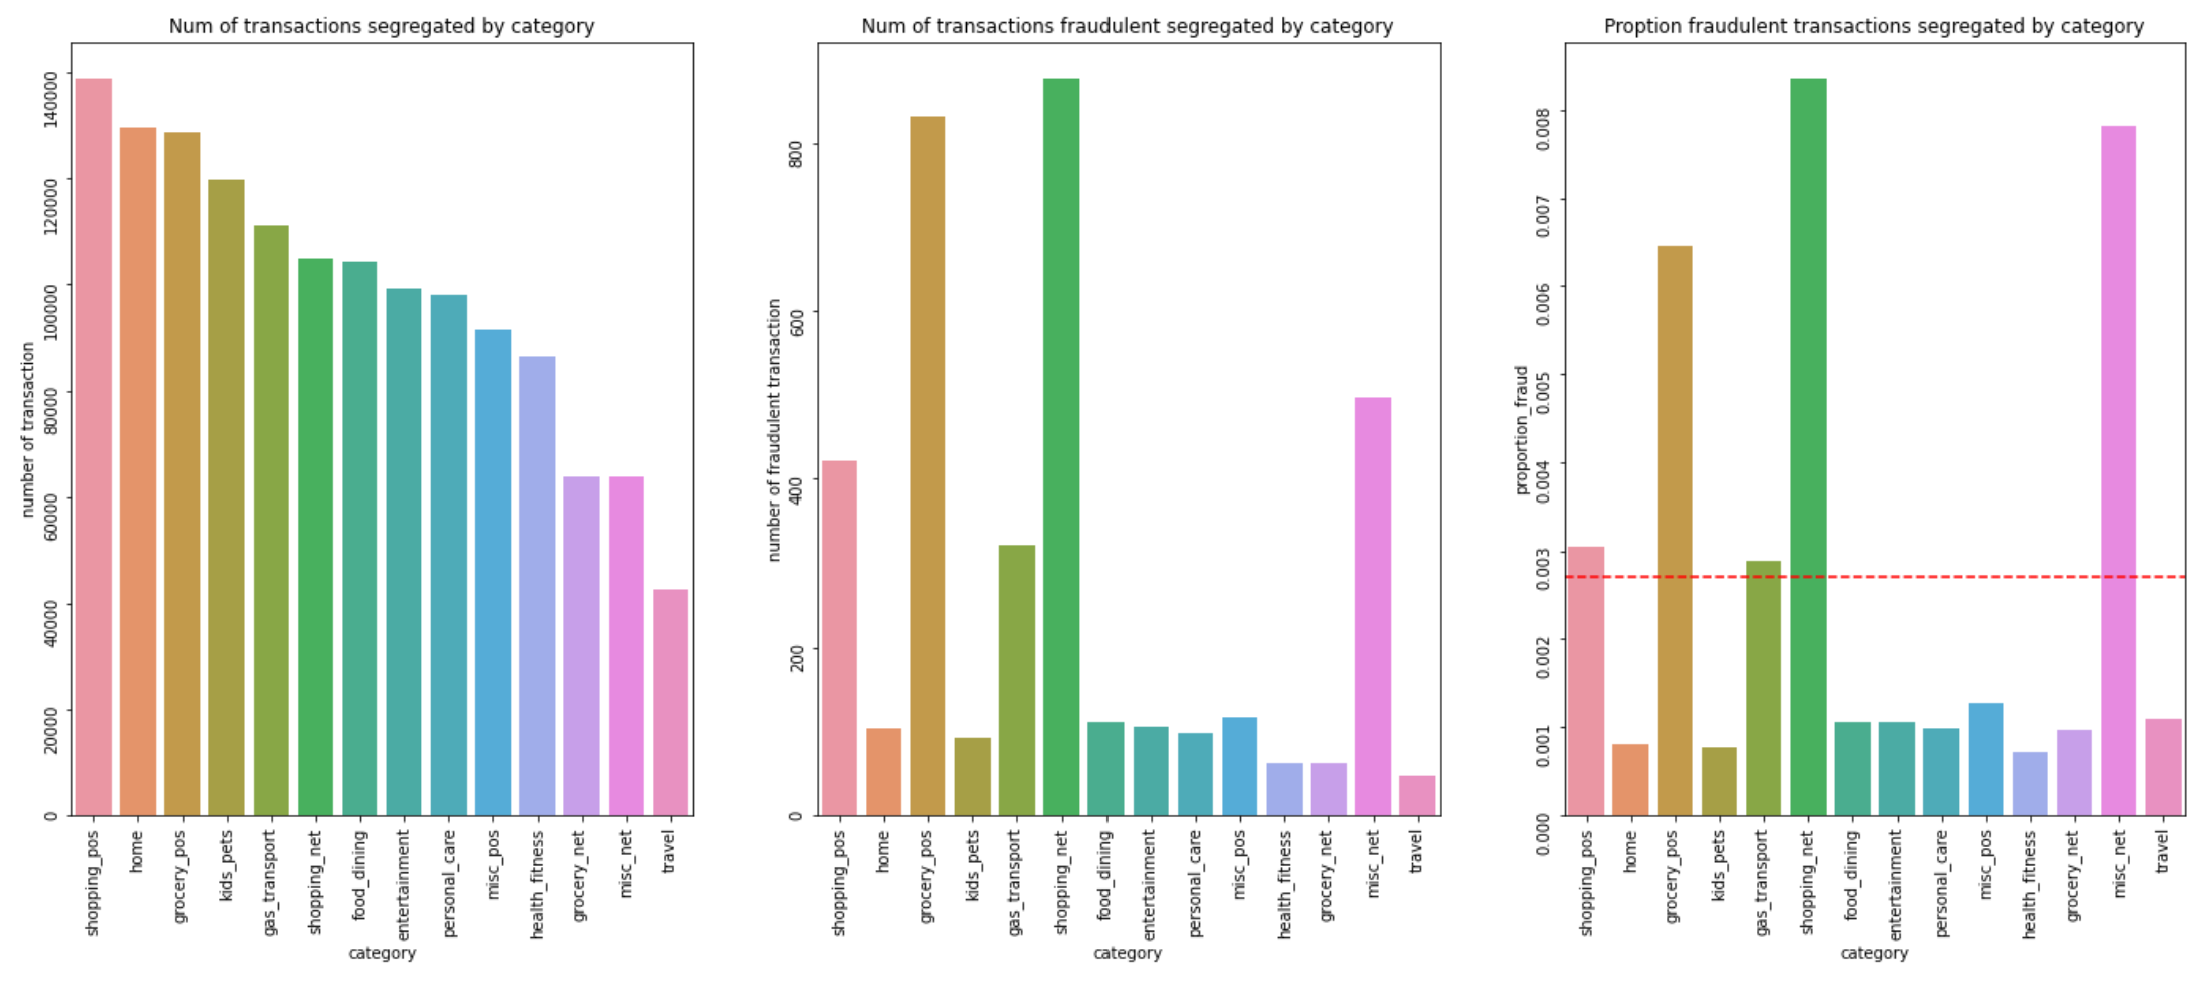 Num of transactions segregated by category
number of transaction
140000
120000
100000
80000
60000
40000
20000
0
shopping_pos
home
grocery_pos
kids_pets
gas_transport
shopping_net
food_dining
entertainment
personal_care
misc_pos
health_fitness
grocery_net
misc_net
travel
category
Num of transactions fraudulent segregated by category
number of fraudulent transaction
800
600
400
200
0
shopping_pos
home
grocery_pos
kids_pets
gas_transport
shopping_net
food_dining
entertainment
personal_care
misc_pos
health_fitness
grocery_net
misc_net
travel
category
Proption fraudulent transactions segregated by category
proportion_fraud
0.008
0.007
0.006
0.005
0.004
0.003
0.002
0.001
0.000
shopping_pos
home
grocery_pos
kids_pets
gas_transport
shopping_net
food_dining
entertainment
personal_care
misc_pos
health_fitness
grocery_net
misc_net
travel
category